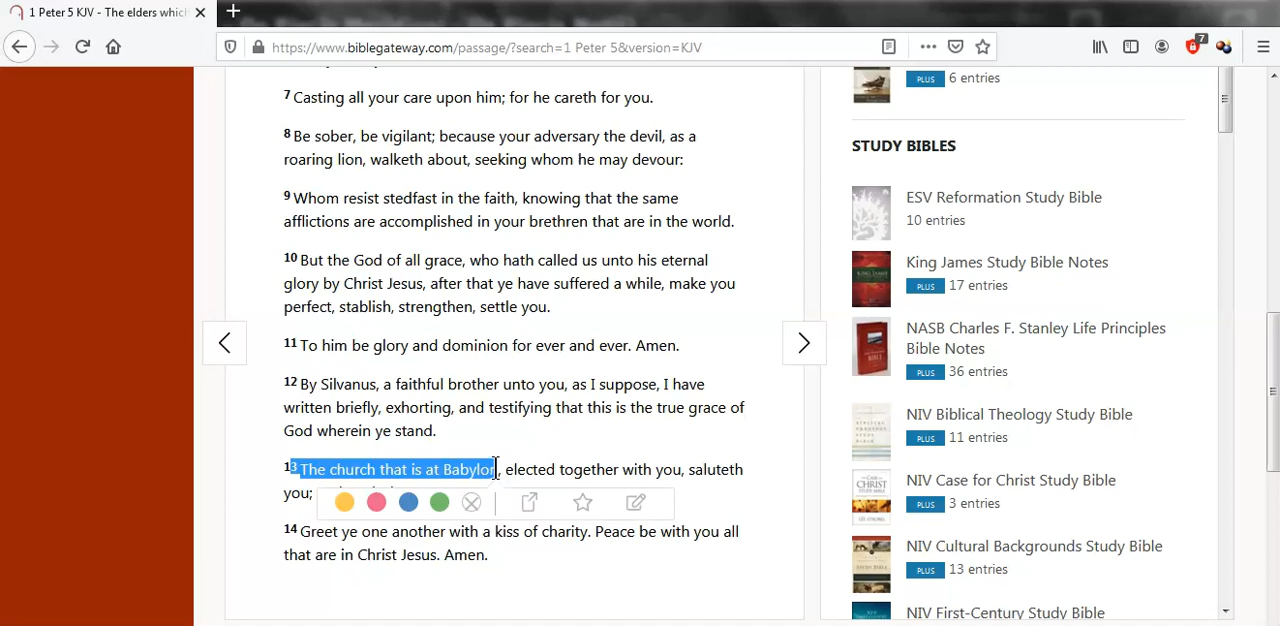 1 Peter 5 KJV - The elders whic
https://www.biblegateway.com/passage/?search=1 Peter 5&version=KJV
7
7 Casting all your care upon him; for he careth for you.
8 Be sober, be vigilant; because your adversary the devil, as a
roaring lion, walketh about, seeking whom he may devour:
9 Whom resist stedfast in the faith, knowing that the same
afflictions are accomplished in your brethren that are in the world.
10 But the God of all grace, who hath called us unto his eternal
glory by Christ Jesus, after that ye have suffered a while, make you
perfect, stablish, strengthen, settle you.
11 To him be glory and dominion for ever and ever. Amen.
12 By Silvanus, a faithful brother unto you, as I suppose, I have
written briefly, exhorting, and testifying that this is the true grace of
God wherein ye stand.
13 The church that is at Babylon, elected together with you, saluteth
you;
14 Greet ye one another with a kiss of charity. Peace be with you all
that are in Christ Jesus. Amen.
PLUS 6 entries
STUDY BIBLES
ESV Reformation Study Bible
10 entries
King James Study Bible Notes
PLUS 17 entries
NASB Charles F. Stanley Life Principles
Bible Notes
PLUS 36 entries
NIV Biblical Theology Study Bible
PLUS 11 entries
NIV Case for Christ Study Bible
PLUS 3 entries
NIV Cultural Backgrounds Study Bible
PLUS 13 entries
NIV First-Century Study Bible